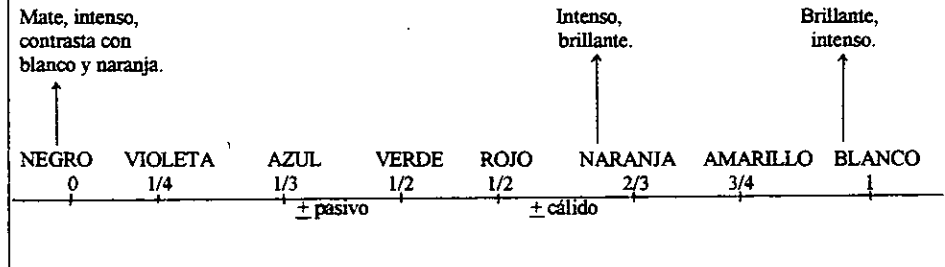 Mate, intenso,
contrasta con
blanco y naranja.
Intenso,
brillante.
Brillante,
intenso.
NEGRO VIOLETA AZUL VERDE ROJO NARANJA AMARILLO BLANCO
0 1/4 1/3 1/2 1/2 2/3 3/4 1
± pasivo ± cálido